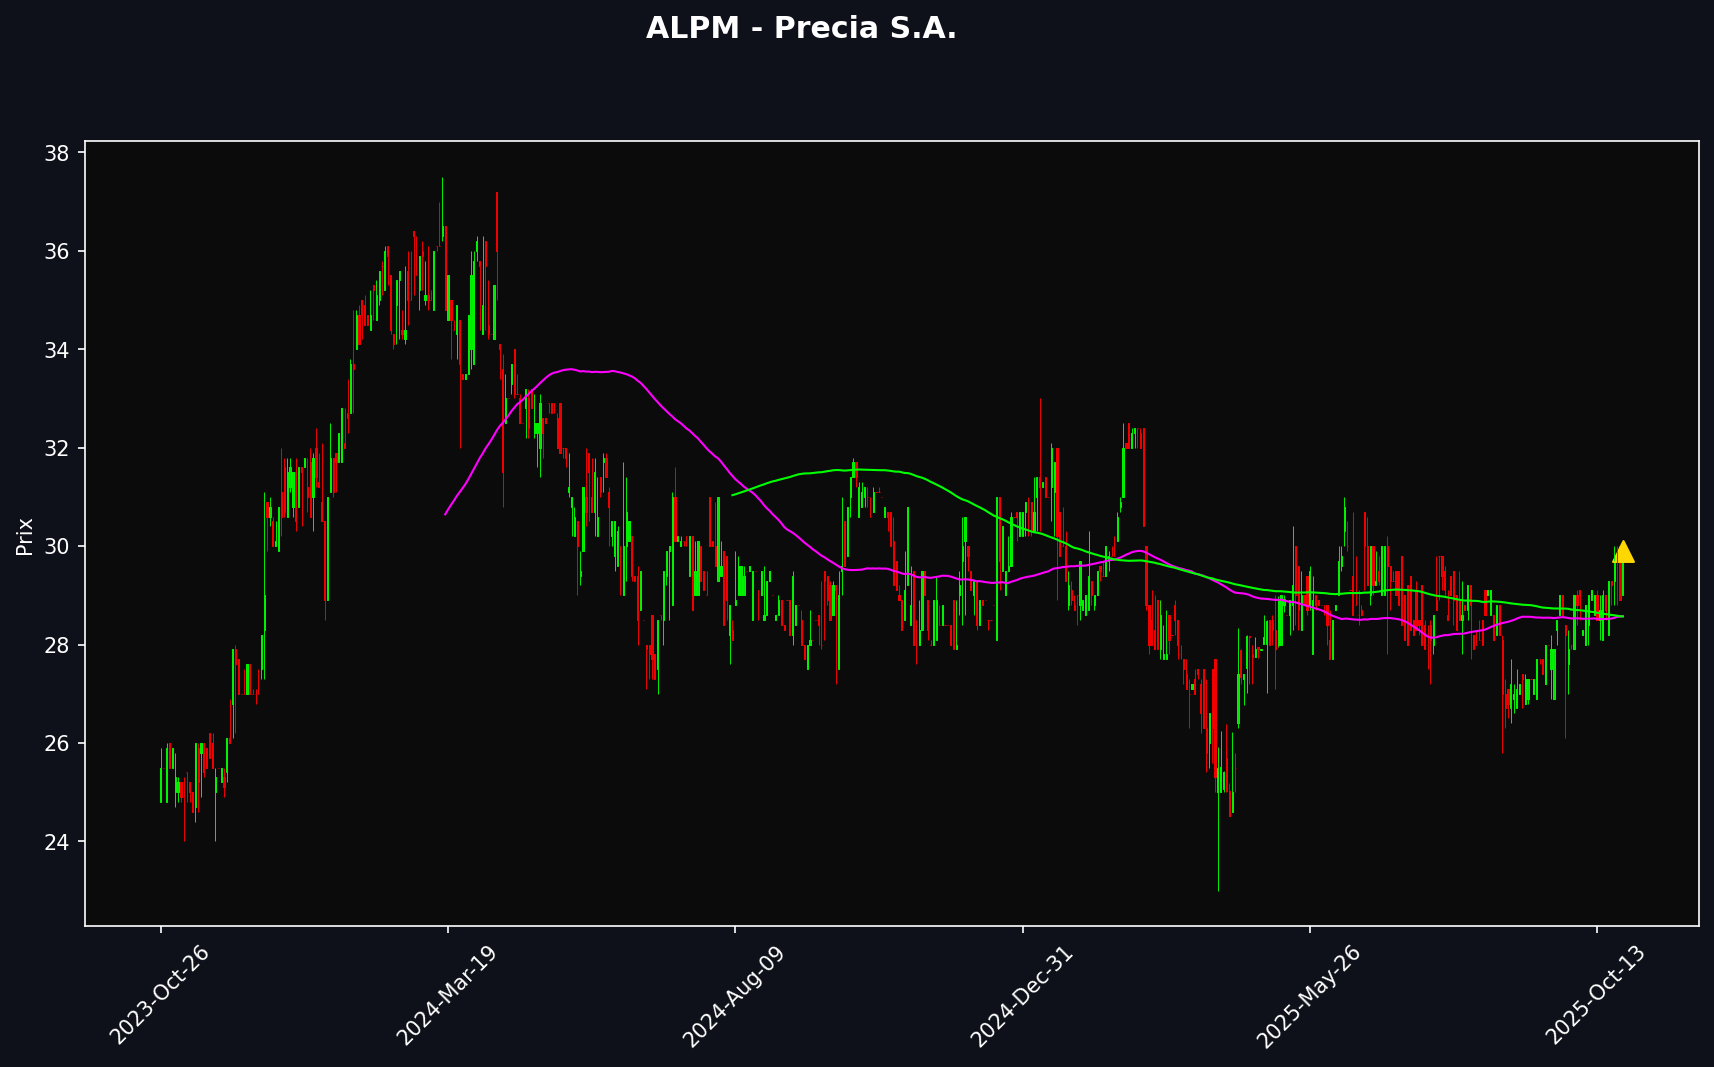 ALPM - Precia S.A.
Prix
38
36
34
32
30
28
26
24
2023-Oct-26
2024-Mar-19
2024-Aug-09
2024-Dec-31
2025-May-26
2025-Oct-13